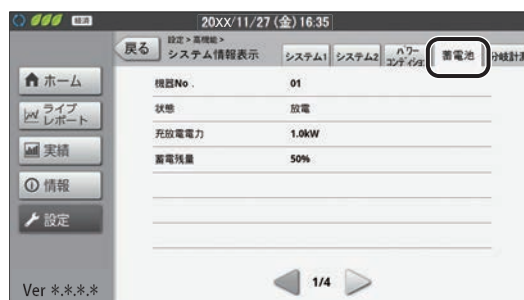 経済 20XX/11/27 (金) 16:35
戻る 設定 > 高機能 >
システム情報表示
システム1 システム2 パワーコンディショナ 蓄電池 分岐計測
ホーム
ライブレポート
実績
情報
設定
Ver *.*.*.*
機器No. 01
状態 放電
充放電電力 1.0kW
蓄電残量 50%
1/4